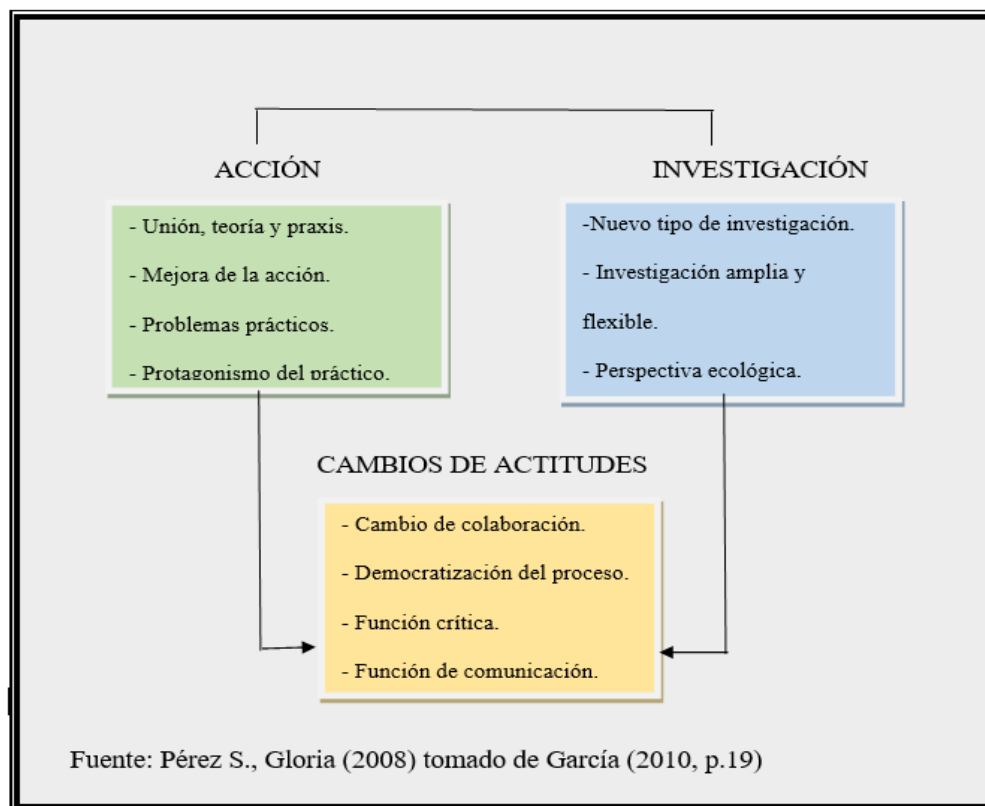 ACCIÓN
INVESTIGACIÓN
- Unión, teoría y praxis.
- Mejora de la acción.
- Problemas prácticos.
- Protagonismo del práctico.
-Nuevo tipo de investigación.
- Investigación amplia y
flexible.
- Perspectiva ecológica.
CAMBIOS DE ACTITUDES
- Cambio de colaboración.
- Democratización del proceso.
- Función crítica.
- Función de comunicación.
Fuente: Pérez S., Gloria (2008) tomado de García (2010, p.19)